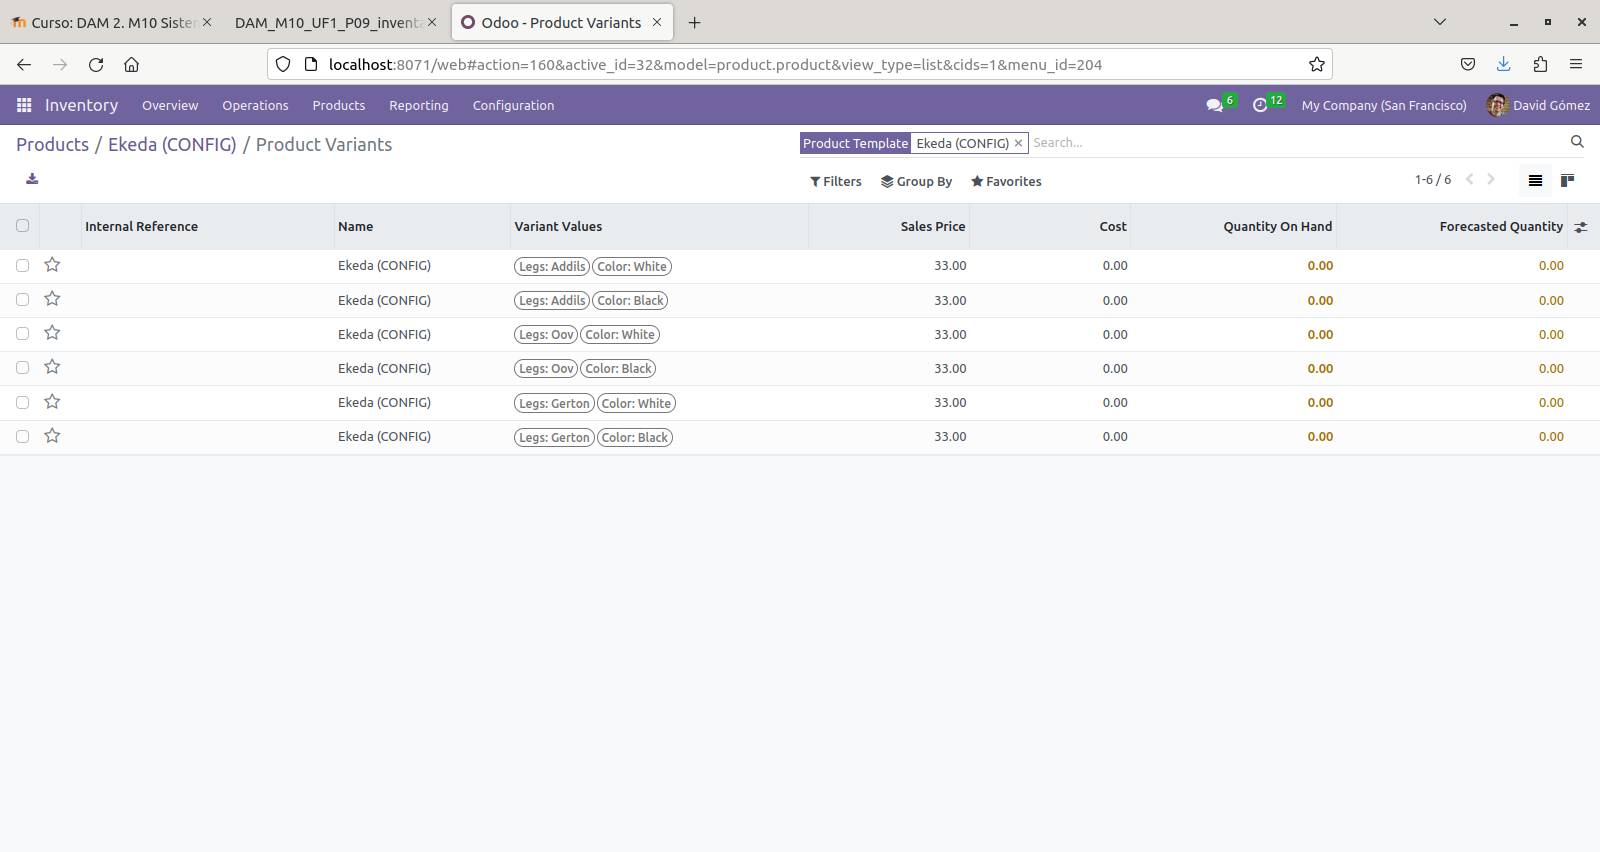 Curso: DAM 2. M10 Siste
DAM_M10_UF1_P09_invent
Odoo - Product Variants
localhost:8071/web#action=160&active_id=32&model=product.product&view_type=list&cids=1&menu_id=204
Inventory Overview Operations Products Reporting Configuration 6 12 My Company (San Francisco) David Gómez
Products / Ekeda (CONFIG) / Product Variants
Product Template Ekeda (CONFIG) Search...
Filters Group By Favorites 1-6 / 6
Internal Reference Name Variant Values Sales Price Cost Quantity On Hand Forecasted Quantity
Ekeda (CONFIG) Legs: Addils Color: White 33.00 0.00 0.00 0.00
Ekeda (CONFIG) Legs: Addils Color: Black 33.00 0.00 0.00 0.00
Ekeda (CONFIG) Legs: Oov Color: White 33.00 0.00 0.00 0.00
Ekeda (CONFIG) Legs: Oov Color: Black 33.00 0.00 0.00 0.00
Ekeda (CONFIG) Legs: Gerton Color: White 33.00 0.00 0.00 0.00
Ekeda (CONFIG) Legs: Gerton Color: Black 33.00 0.00 0.00 0.00